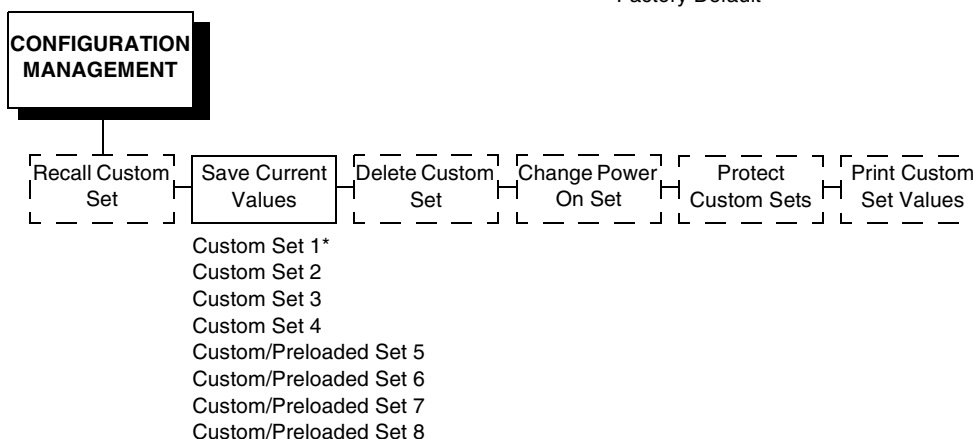 Factory Default
CONFIGURATION
MANAGEMENT
Recall Custom
Set
Save Current
Values
Delete Custom
Set
Change Power
On Set
Protect
Custom Sets
Print Custom
Set Values
Custom Set 1*
Custom Set 2
Custom Set 3
Custom Set 4
Custom/Preloaded Set 5
Custom/Preloaded Set 6
Custom/Preloaded Set 7
Custom/Preloaded Set 8